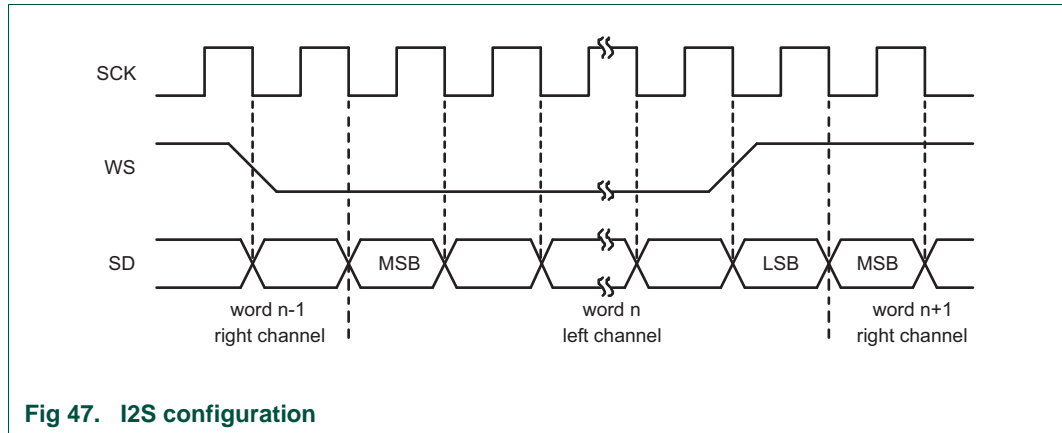 SCK
WS
SD
MSB
LSB
MSB
word n-1
right channel
word n
left channel
word n+1
right channel
Fig 47. I2S configuration